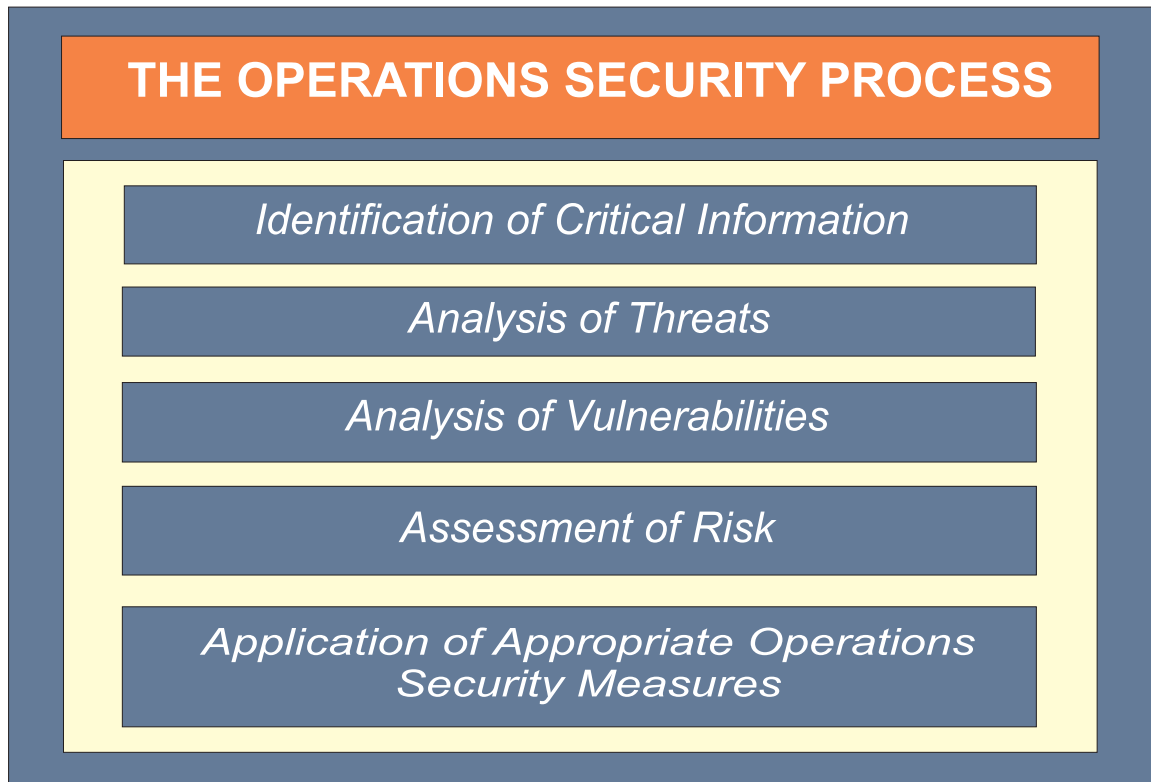 THE OPERATIONS SECURITY PROCESS
Identification of Critical Information
Analysis of Threats
Analysis of Vulnerabilities
Assessment of Risk
Application of Appropriate Operations
Security Measures